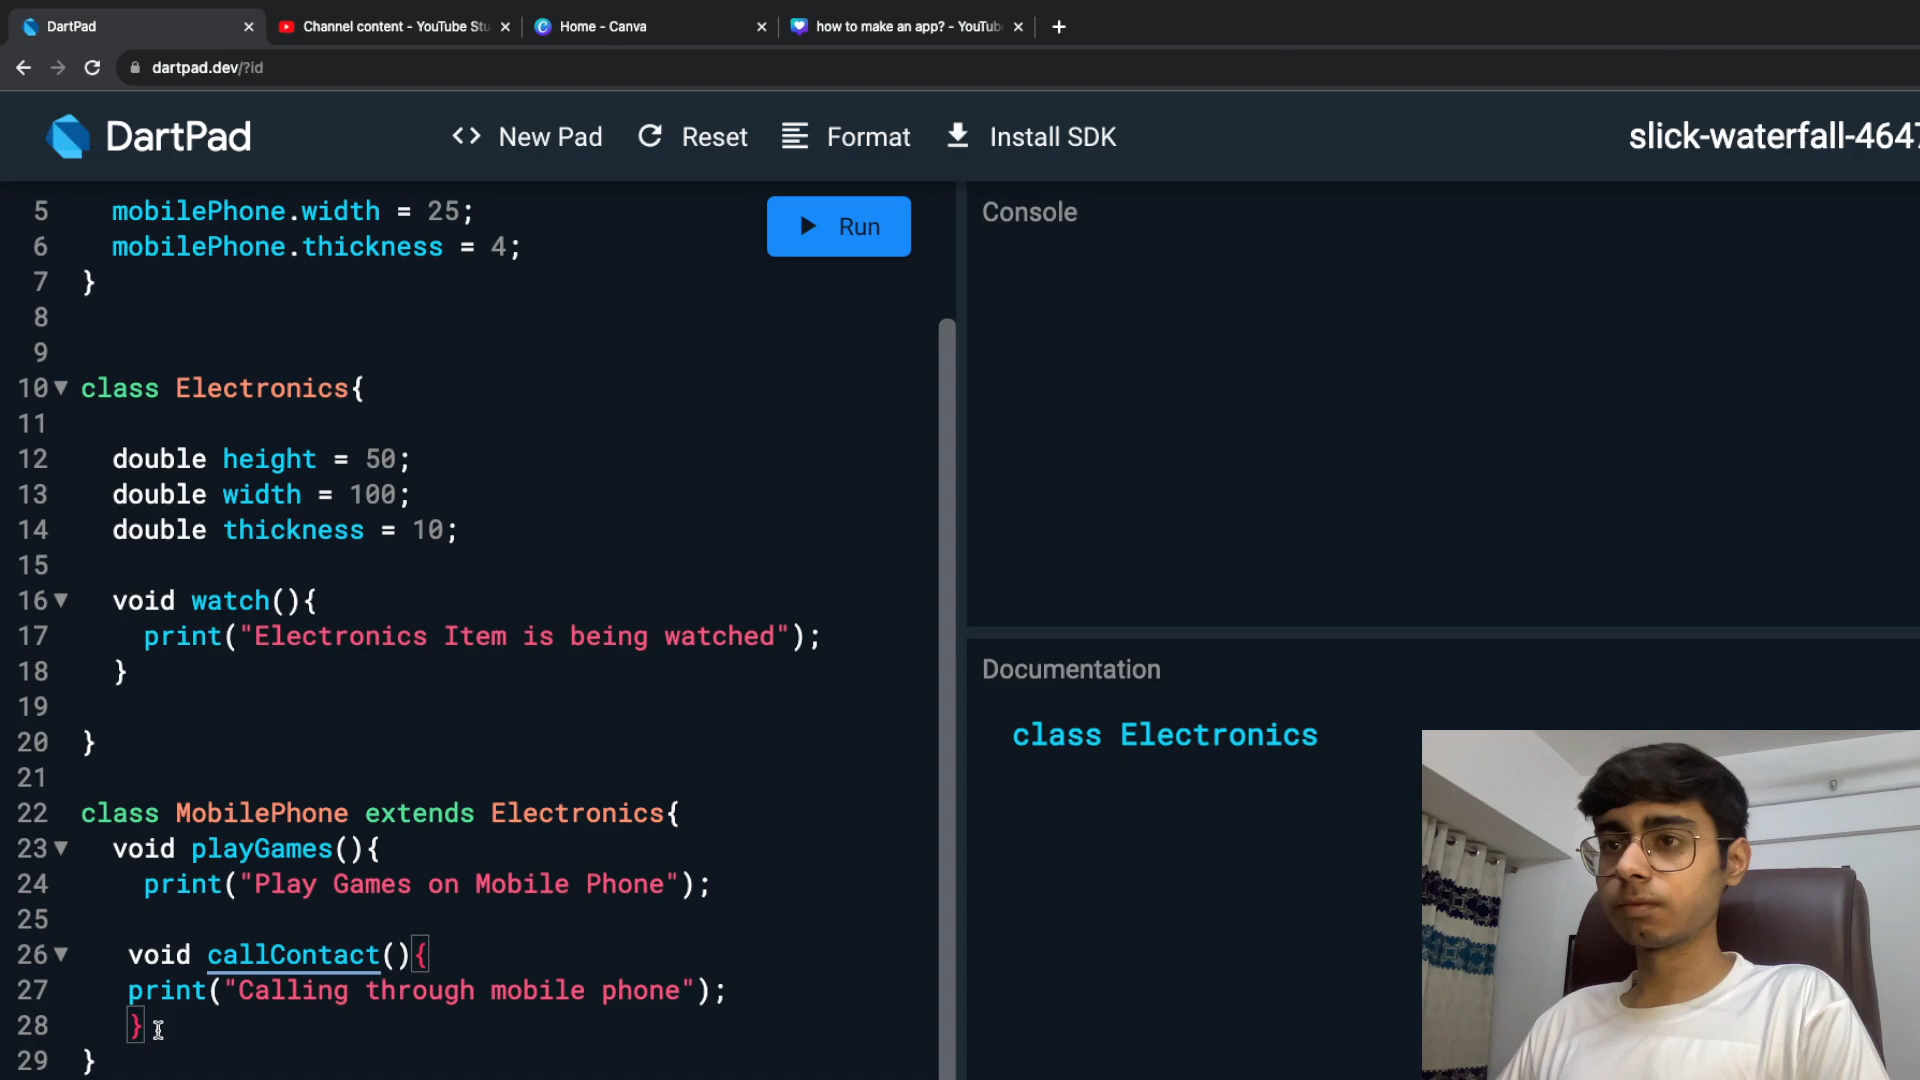 DartPad
Channel content - YouTube Stu
Home - Canva
how to make an app? - YouTub
dartpad.dev/?id
DartPad
<> New Pad
Reset
Format
Install SDK
slick-waterfall-4647
5 mobilePhone.width = 25;
6 mobilePhone.thickness = 4;
7 }
8
9
10 class Electronics{
11
12 double height = 50;
13 double width = 100;
14 double thickness = 10;
15
16 void watch(){
17 print("Electronics Item is being watched");
18 }
19
20 }
21
22 class MobilePhone extends Electronics{
23 void playGames(){
24 print("Play Games on Mobile Phone");
25
26 void callContact(){
27 print("Calling through mobile phone");
28 }
29 }
Run
Console
Documentation
class Electronics